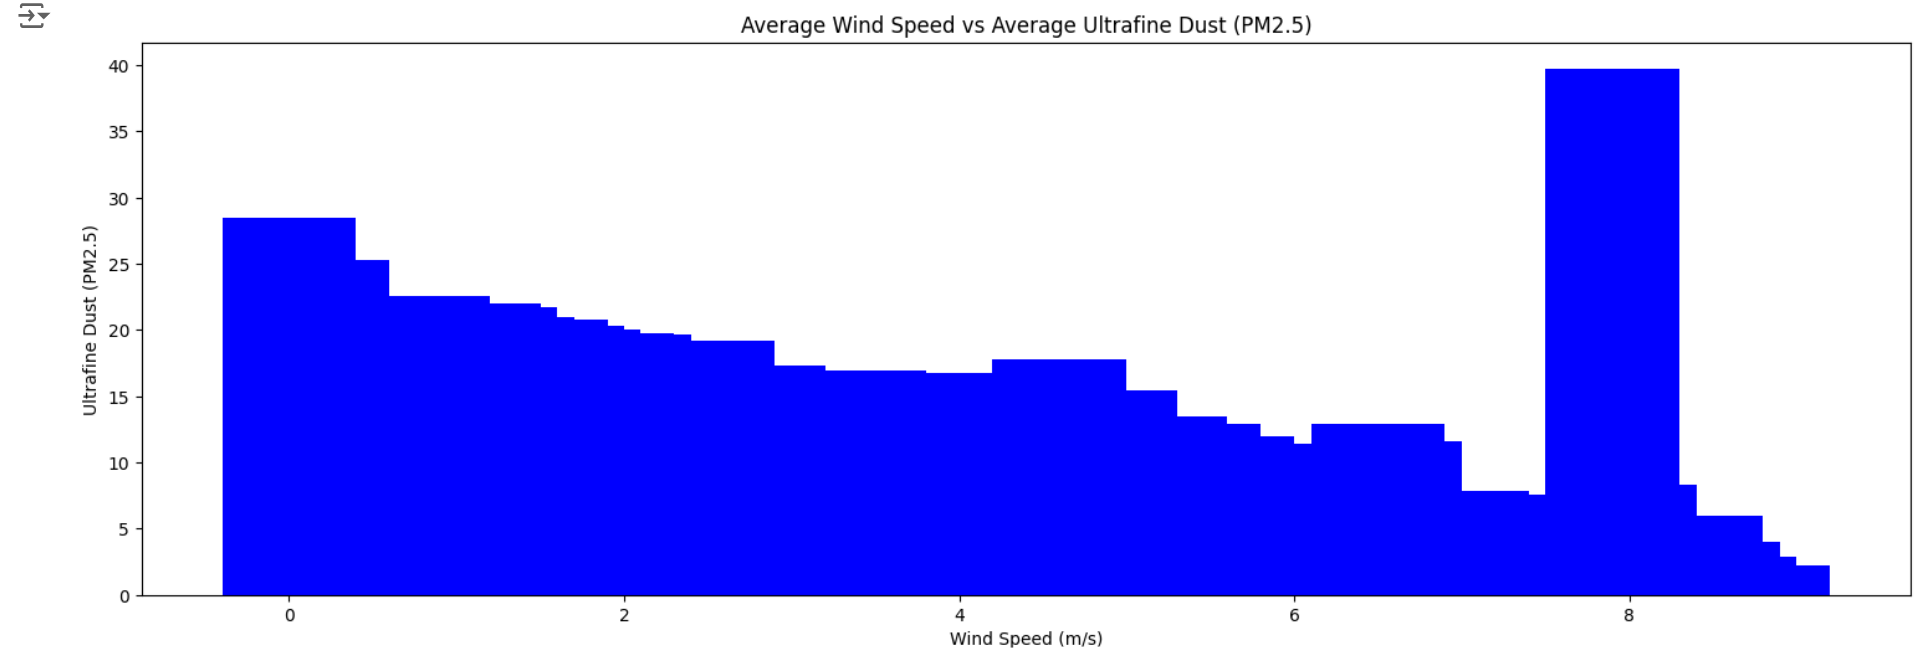 Average Wind Speed vs Average Ultrafine Dust (PM2.5)
40
35
30
25
20
15
10
5
0
Ultrafine Dust (PM2.5)
0 2 4 6 8
Wind Speed (m/s)